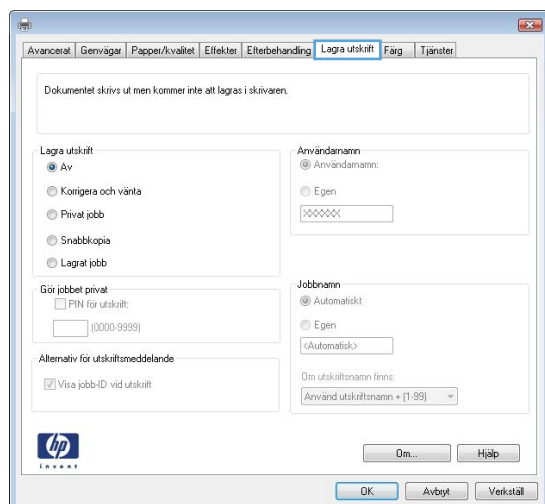 Avancerat Genvägar Papper/kvalitet Effekter Efterbehandling Lagra utskrift Färg Tjänster
Dokumentet skrivs ut men kommer inte att lagras i skrivaren.
Lagra utskrift
Av
Korrigera och vänta
Privat jobb
Snabbkopia
Lagrat jobb
Gör jobbet privat
PIN för utskrift:
(0000-9999)
Alternativ för utskriftsmeddelande
Visa jobb-ID vid utskrift
Användarnamn
Användarnamn:
Egen
XXXXXX
Jobbnamn
Automatiskt
Egen
<Automatisk>
Om utskriftsnamn finns:
Använd utskriftsnamn + (1-99)
hp
invent
Om... Hjälp
OK Avbryt Verkställ